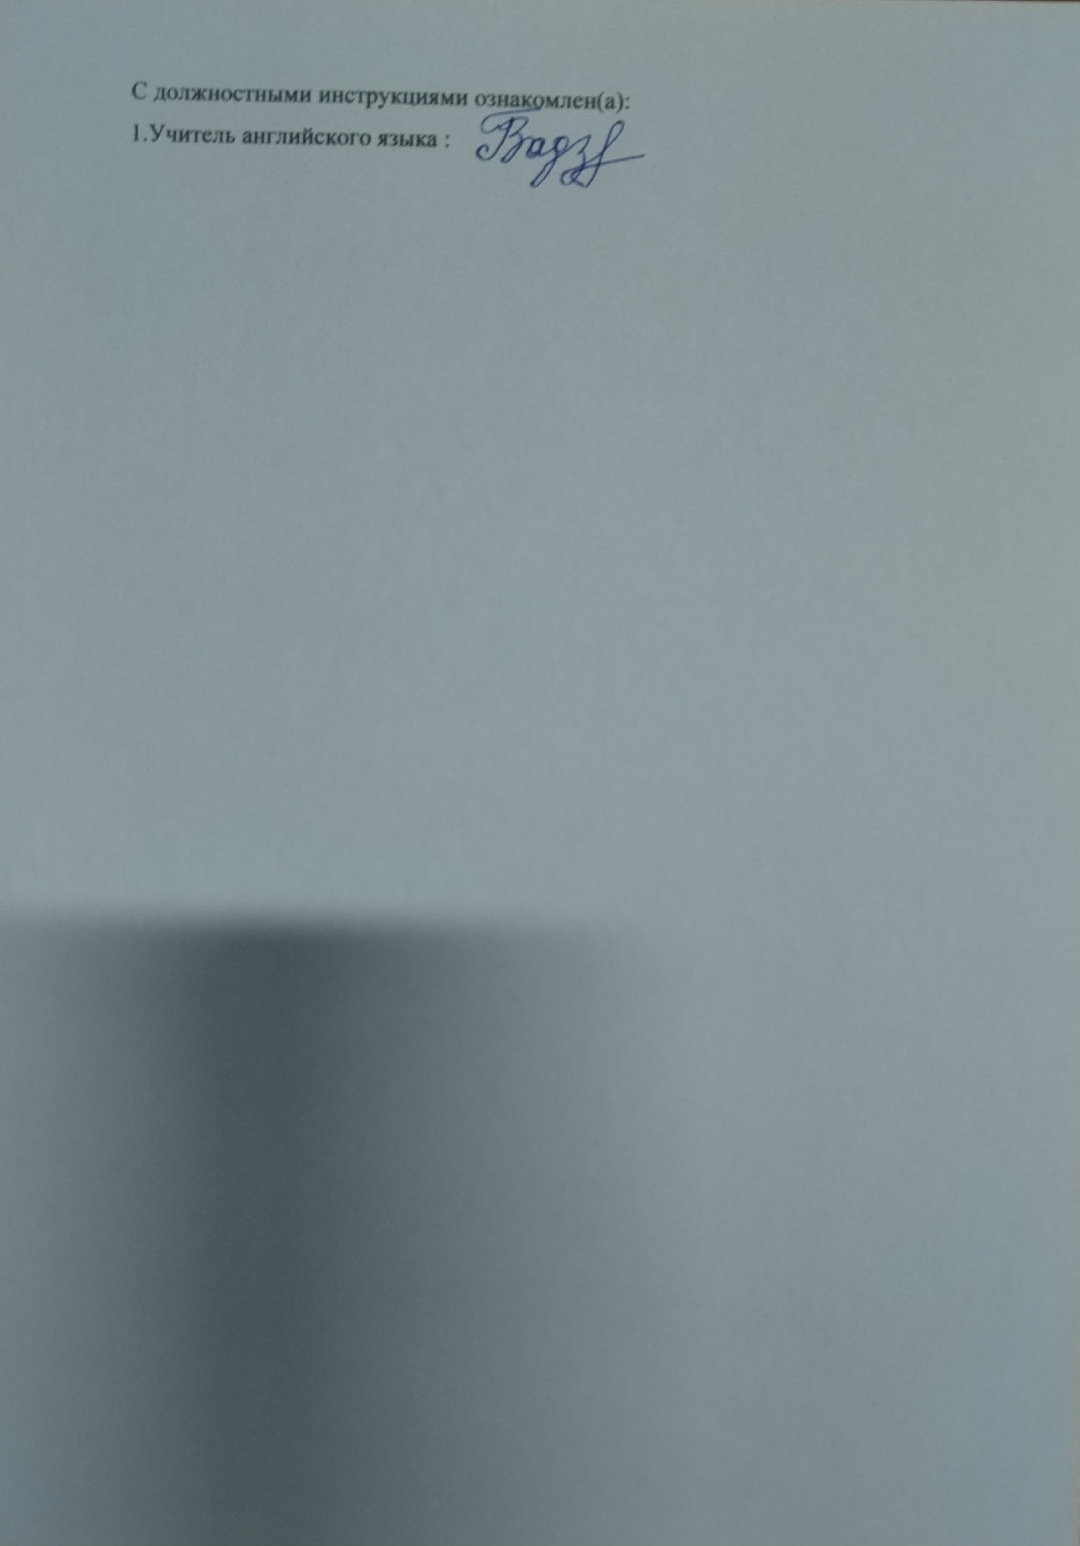 С должностными инструкциями ознакомлен(а):
1.Учитель английского языка :